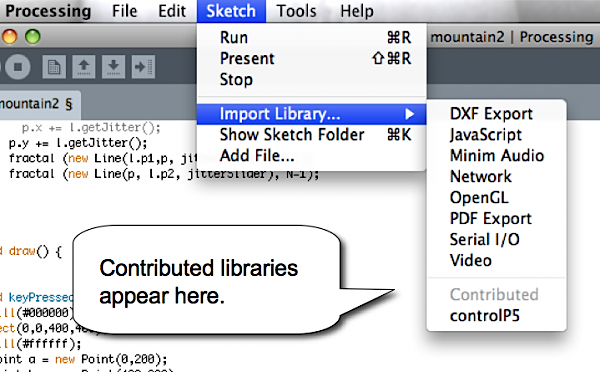 Processing File Edit Sketch Tools Help
mountain2 | Processing
Run ⌘R
Present ⇧⌘R
Stop
Import Library...
Show Sketch Folder ⌘K
Add File...
DXF Export
JavaScript
Minim Audio
Network
OpenGL
PDF Export
Serial I/O
Video
Contributed
controlP5
mountain2 §
p.x += l.getJitter();
p.y += l.getJitter();
fractal (new Line(l.p1,p, jit
fractal (new Line(p, l.p2, jitterSlider), N-1);
d draw() {
Contributed libraries
appear here.
d keyPressed
ll(#000000)
ect(0,0,400,40
ll(#ffffff);
oint a = new Point(0,200);